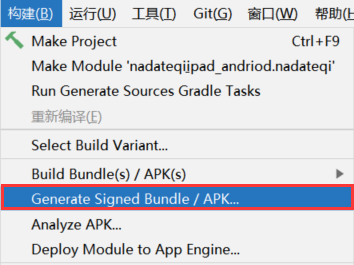 构建(B) 运行(U) 工具(T) Git(G) 窗口(W) 帮助(H
Make Project Ctrl+F9
Make Module 'nadateqijpad_andriod.nadateqi'
Run Generate Sources Gradle Tasks
重新编译(E)
Select Build Variant...
Build Bundle(s) / APK(s)
Generate Signed Bundle / APK...
Analyze APK...
Deploy Module to App Engine...